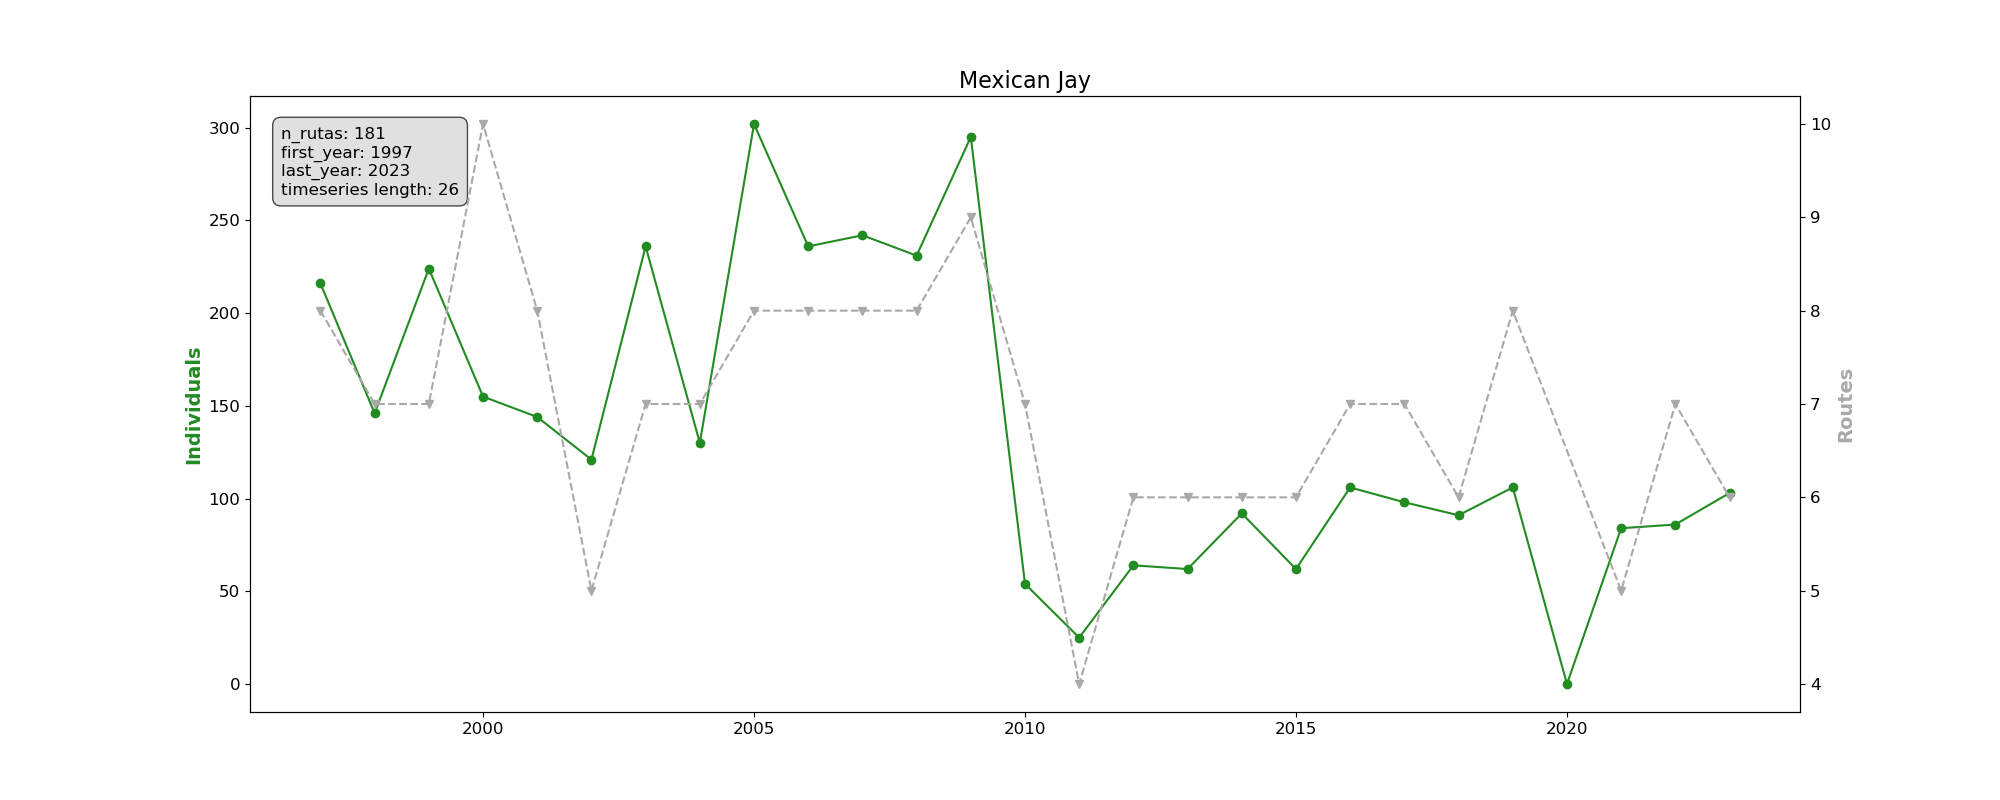 Mexican Jay
n_rutas: 181
first_year: 1997
last_year: 2023
timeseries length: 26
Individuals
300
250
200
150
100
50
0
10
9
8
7
6
5
4
Routes
2000
2005
2010
2015
2020